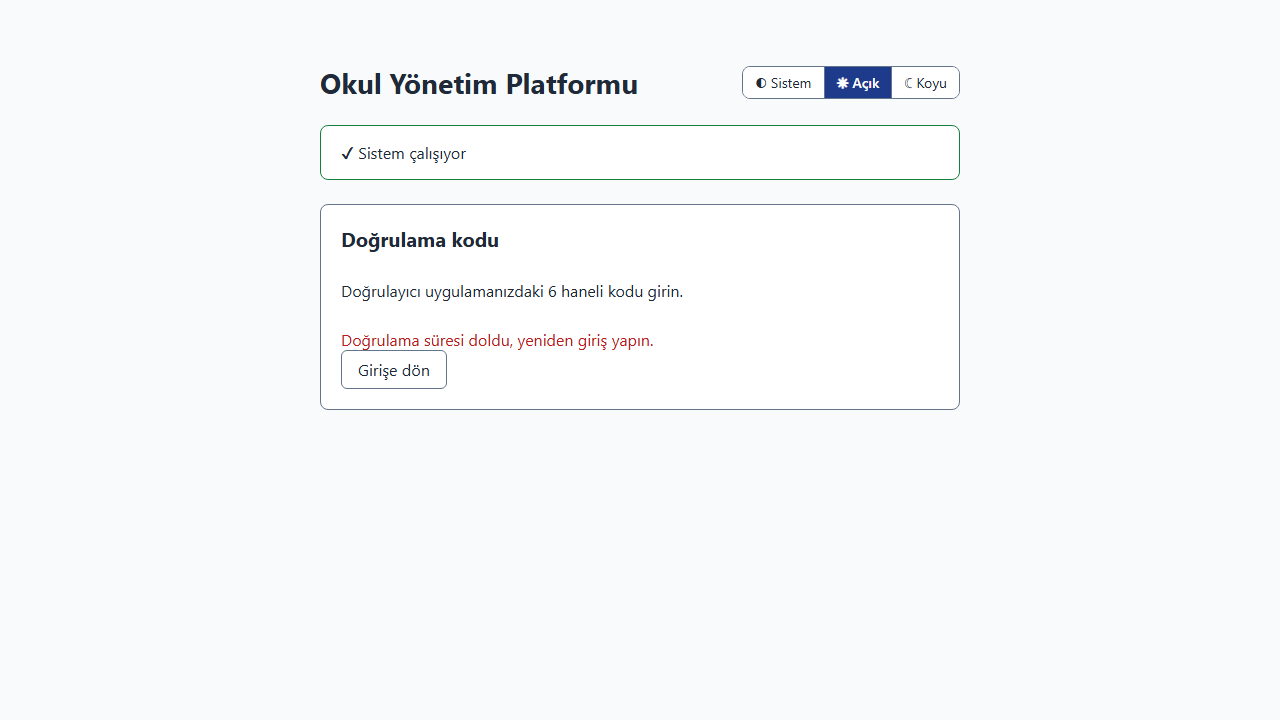 Okul Yönetim Platformu
◐ Sistem ❋ Açık ☾ Koyu
✓ Sistem çalışıyor
Doğrulama kodu
Doğrulayıcı uygulamanızdaki 6 haneli kodu girin.
Doğrulama süresi doldu, yeniden giriş yapın.
Girişe dön